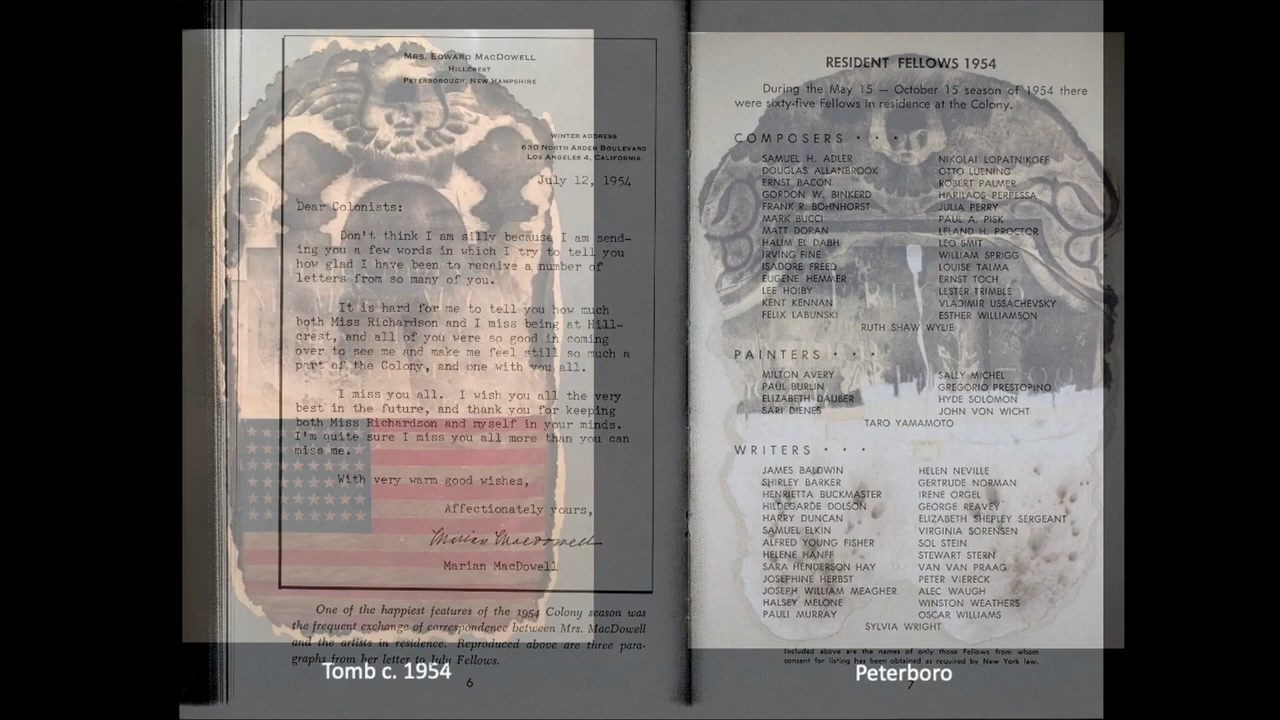 MRS. EDWARD MACDOWELL
HILLCREST
PETERBOROUGH, NEW HAMPSHIRE
WINTER ADDRESS
630 NORTH ARDEN BOULEVARD
LOS ANGELES 4, CALIFORNIA
July 12, 1954
Dear Colonists:
Don't think I am silly because I am send-
ing you a few words in which I try to tell you
how glad I have been to receive a number of
letters from so many of you.
It is hard for me to tell you how much
both Miss Richardson and I miss being at Hill-
crest, and all of you were so good in coming
over to see me and make me feel still so much a
part of the Colony, and one with you all.
I miss you all. I wish you all the very
best in the future, and thank you for keeping
both Miss Richardson and myself in your minds.
I'm quite sure I miss you all more than you can
miss me.
With very warm good wishes,
Affectionately yours,
Marian MacDowell
Marian MacDowell
One of the happiest features of the 1954 Colony season was
the frequent exchange of correspondence between Mrs. MacDowell
and the artists in residence. Reproduced above are three para-
graphs from her letter to July Fellows.
Tomb c. 1954
6
RESIDENT FELLOWS 1954
During the May 15 — October 15 season of 1954 there
were sixty-five Fellows in residence at the Colony.
COMPOSERS • • •
SAMUEL H. ADLER NIKOLAI LOPATNIKOFF
DOUGLAS ALLANBROOK OTTO LUENING
ERNST BACON ROBERT PALMER
GORDON W. BINKERD HARILAOS PERPESSA
FRANK R. BOHNHORST JULIA PERRY
MARK BUCCI PAUL A. PISK
MATT DORAN LELAND H. PROCTOR
HALIM EL DABH LEO SMIT
IRVING FINE WILLIAM SPRIGG
ISADORE FREED LOUISE TALMA
EUGENE HEMMER ERNST TOCH
LEE HOIBY LESTER TRIMBLE
KENT KENNAN VLADIMIR USSACHEVSKY
FELIX LABUNSKI ESTHER WILLIAMSON
RUTH SHAW WYLIE
PAINTERS • • •
MILTON AVERY SALLY MICHEL
PAUL BURLIN GREGORIO PRESTOPINO
ELIZABETH DAUBER HYDE SOLOMON
SARI DIENES JOHN VON WICHT
TARO YAMAMOTO
WRITERS • • •
JAMES BALDWIN HELEN NEVILLE
SHIRLEY BARKER GERTRUDE NORMAN
HENRIETTA BUCKMASTER IRENE ORGEL
HILDEGARDE DOLSON GEORGE REAVEY
HARRY DUNCAN ELIZABETH SHEPLEY SERGEANT
SAMUEL ELKIN VIRGINIA SORENSEN
ALFRED YOUNG FISHER SOL STEIN
HELENE HANFF STEWART STERN
SARA HENDERSON HAY VAN VAN PRAAG
JOSEPHINE HERBST PETER VIERECK
JOSEPH WILLIAM MEAGHER ALEC WAUGH
HALSEY MELONE WINSTON WEATHERS
PAULI MURRAY OSCAR WILLIAMS
SYLVIA WRIGHT
Included above are the names of only those Fellows from whom
consent for listing has been obtained as required by New York law.
Peterboro
7